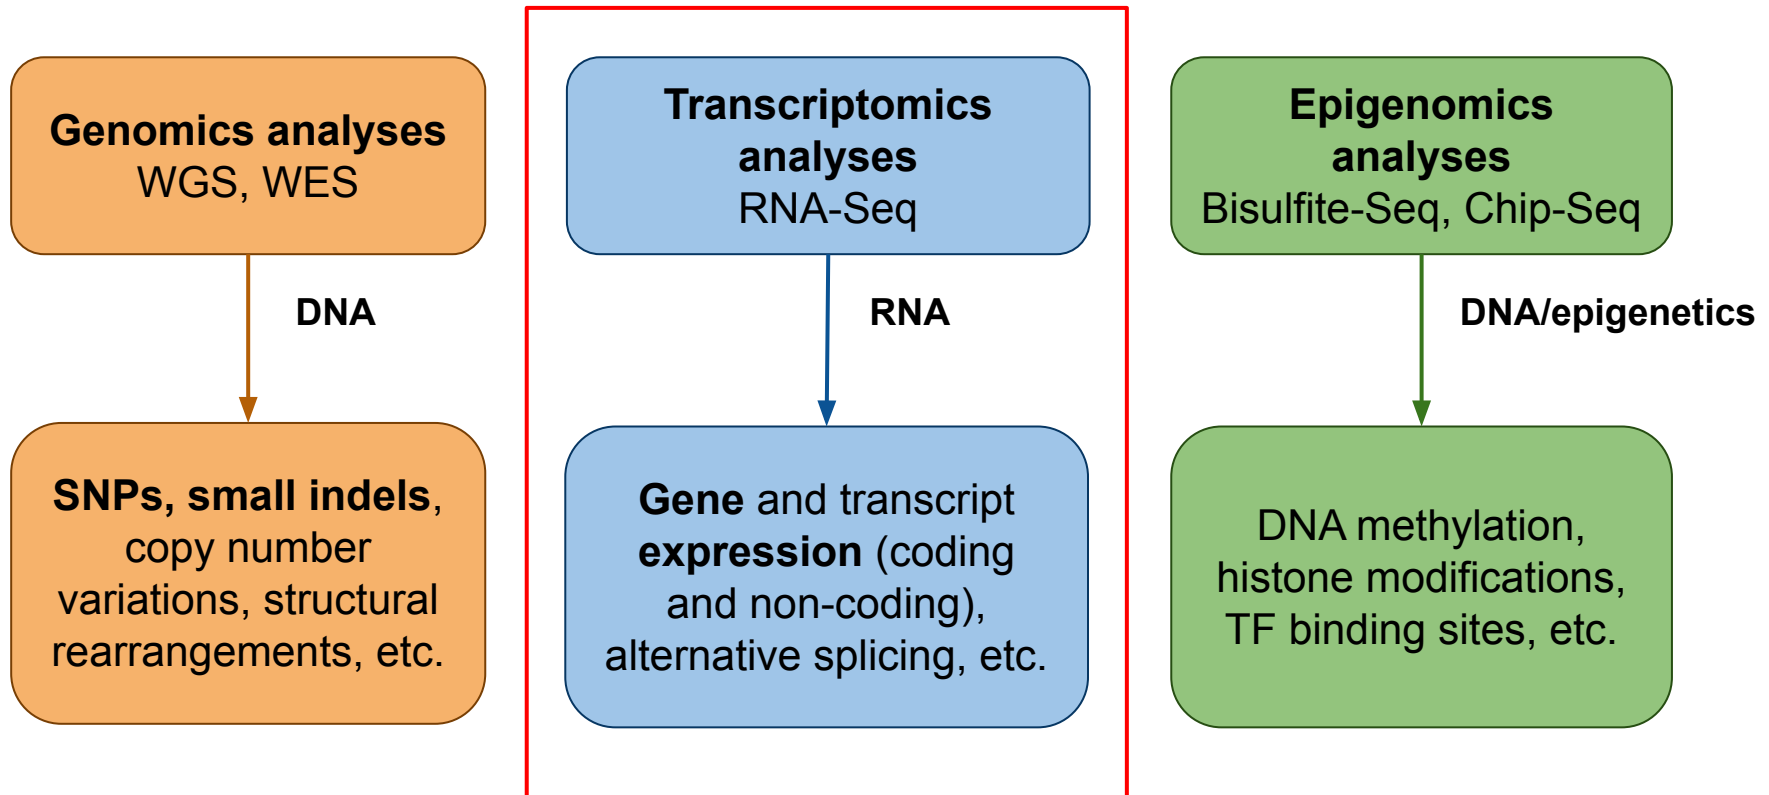 Genomics analyses
WGS, WES
DNA
SNPs, small indels,
copy number
variations, structural
rearrangements, etc.
Transcriptomics
analyses
RNA-Seq
RNA
Gene and transcript
expression (coding
and non-coding),
alternative splicing, etc.
Epigenomics
analyses
Bisulfite-Seq, Chip-Seq
DNA/epigenetics
DNA methylation,
histone modifications,
TF binding sites, etc.